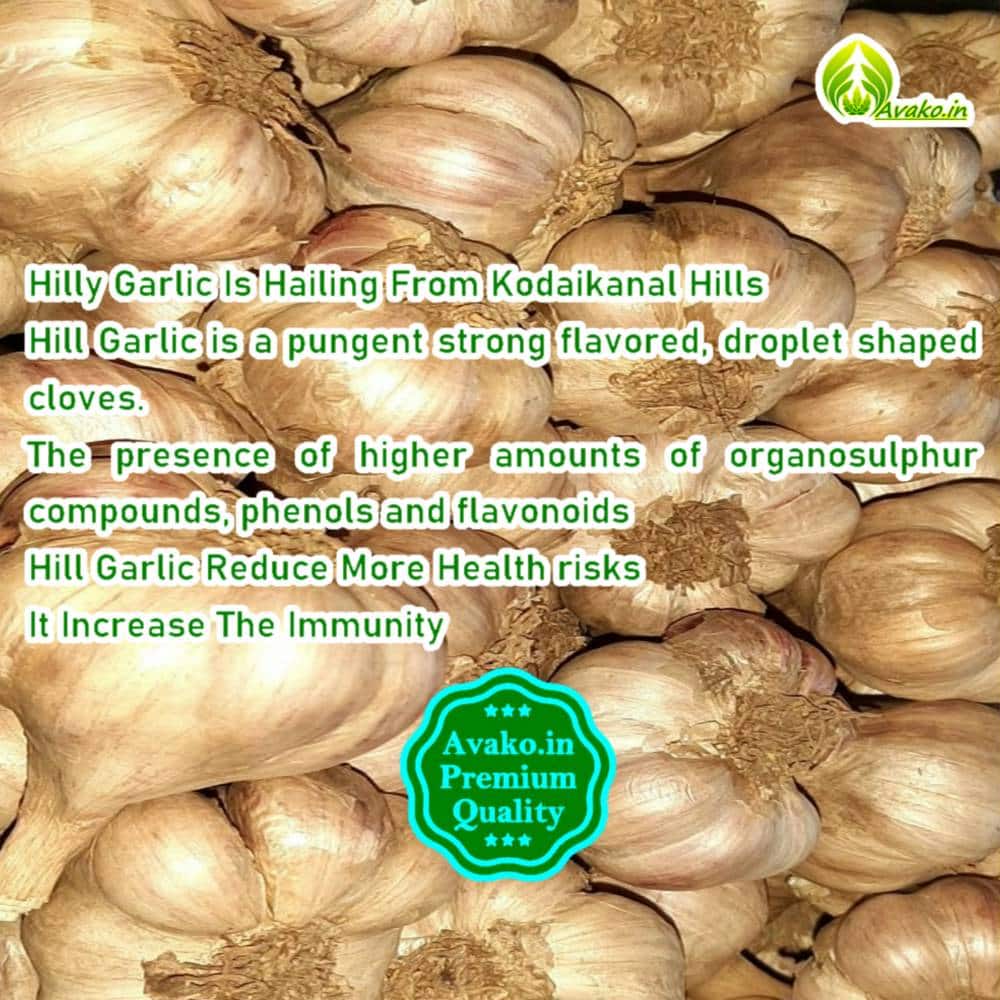 Avako.in
Hilly Garlic Is Hailing From Kodaikanal Hills
Hill Garlic is a pungent strong flavored, droplet shaped
cloves.
The presence of higher amounts of organosulphur
compounds, phenols and flavonoids
Hill Garlic Reduce More Health risks
It Increase The Immunity
Avako.in
Premium
Quality